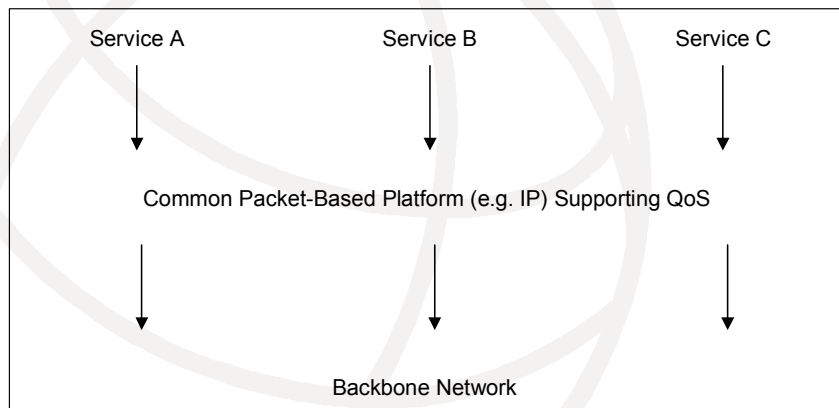 Service A Service B Service C
Common Packet-Based Platform (e.g. IP) Supporting QoS
Backbone Network